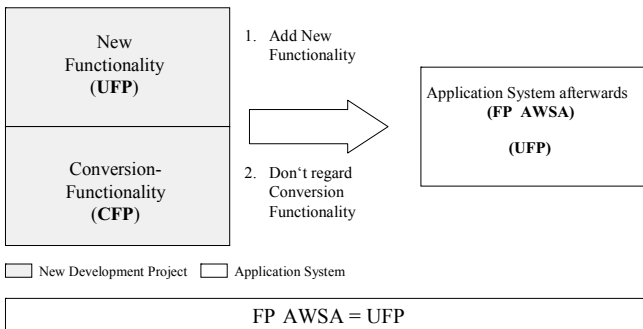 New
Functionality
(UFP)
Conversion-
Functionality
(CFP)
1. Add New
Functionality
2. Don‘t regard
Conversion
Functionality
Application System afterwards
(FP AWSA)
(UFP)
New Development Project
Application System
FP AWSA = UFP